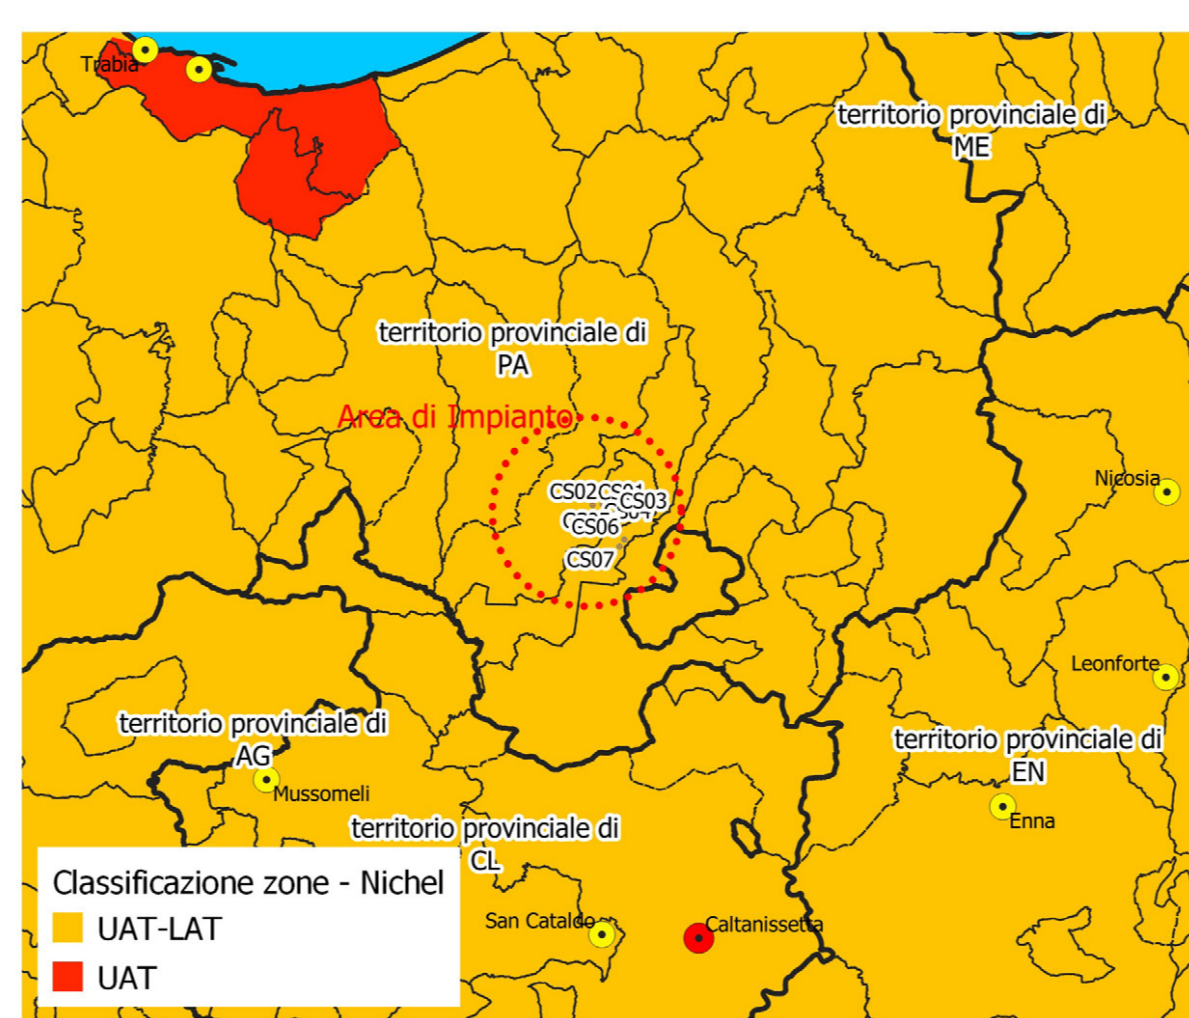 Trabia
territorio provinciale di
ME
territorio provinciale di
PA
Area di Impianto
Nicosia
CS02
CS01
CS03
CS04
CS06
CS07
Leonforte
territorio provinciale di
AG
territorio provinciale di
EN
Mussomeli
Enna
territorio provinciale di
CL
Classificazione zone - Nichel
UAT-LAT
UAT
San Cataldo
Caltanissetta